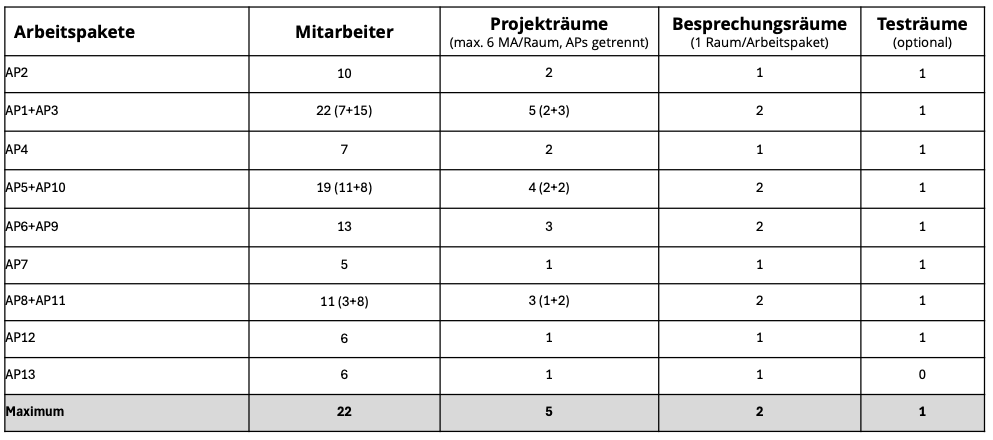 Arbeitspakete Mitarbeiter Projekträume Besprechungsräume Testräume
(max. 6 MA/Raum, APs getrennt) (1 Raum/Arbeitspaket) (optional)
AP2 10 2 1 1
AP1+AP3 22 (7+15) 5 (2+3) 2 1
AP4 7 2 1 1
AP5+AP10 19 (11+8) 4 (2+2) 2 1
AP6+AP9 13 3 2 1
AP7 5 1 1 1
AP8+AP11 11 (3+8) 3 (1+2) 2 1
AP12 6 1 1 1
AP13 6 1 1 0
Maximum 22 5 2 1